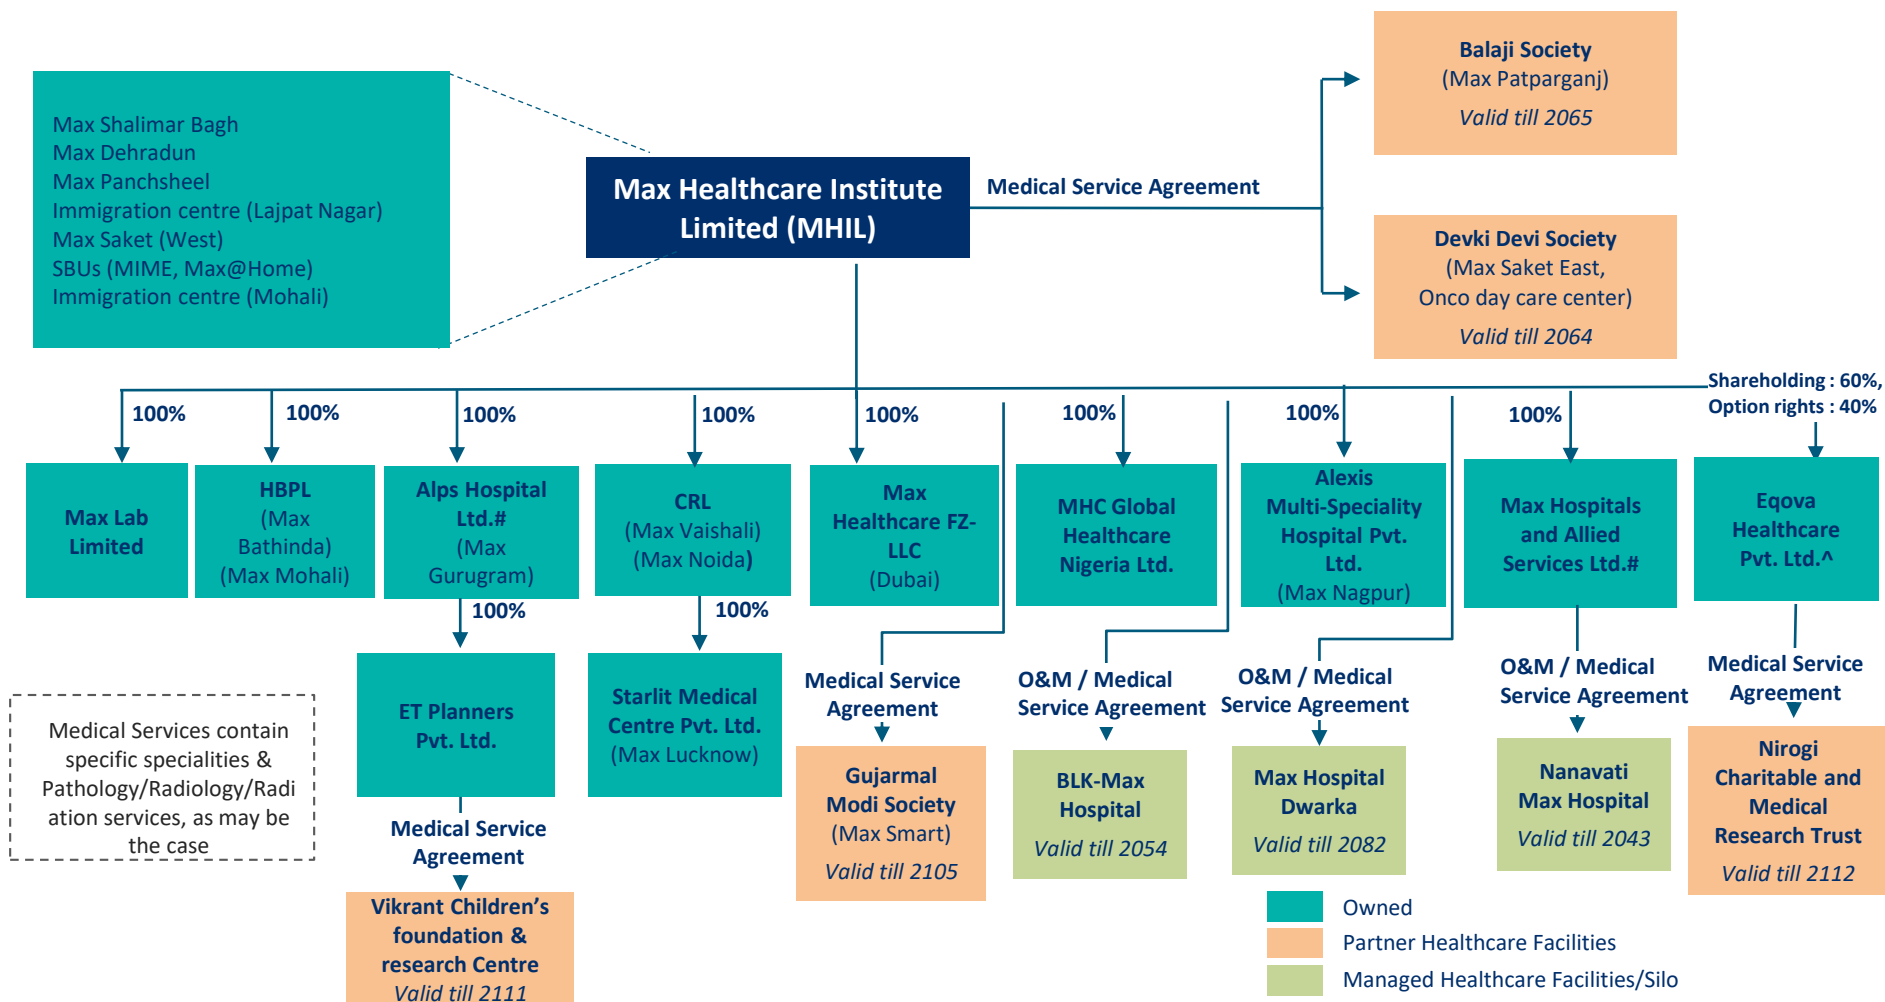 Balaji Society
(Max Patparganj)
Valid till 2065
Max Shalimar Bagh
Max Dehradun
Max Panchsheel
Immigration centre (Lajpat Nagar)
Max Saket (West)
SBUs (MIME, Max@Home)
Immigration centre (Mohali)
Max Healthcare Institute
Limited (MHIL)
Medical Service Agreement
Devki Devi Society
(Max Saket East,
Onco day care center)
Valid till 2064
Shareholding : 60%,
Option rights : 40%
100%
100%
100%
100%
100%
100%
100%
100%
Max Lab
Limited
HBPL
(Max
Bathinda)
(Max Mohali)
Alps Hospital
Ltd.#
(Max
Gurugram)
CRL
(Max Vaishali)
(Max Noida)
Max
Healthcare FZ-
LLC
(Dubai)
MHC Global
Healthcare
Nigeria Ltd.
Alexis
Multi-Speciality
Hospital Pvt.
Ltd.
(Max Nagpur)
Max Hospitals
and Allied
Services Ltd.#
Eqova
Healthcare
Pvt. Ltd.^
100%
100%
ET Planners
Pvt. Ltd.
Starlit Medical
Centre Pvt. Ltd.
(Max Lucknow)
Medical Service
Agreement
O&M / Medical
Service Agreement
O&M / Medical
Service Agreement
O&M / Medical
Service Agreement
Medical Service
Agreement
Medical Services contain
specific specialities &
Pathology/Radiology/Radi
ation services, as may be
the case
Gujarmal
Modi Society
(Max Smart)
Valid till 2105
BLK-Max
Hospital
Valid till 2054
Max Hospital
Dwarka
Valid till 2082
Nanavati
Max Hospital
Valid till 2043
Nirogi
Charitable and
Medical
Research Trust
Valid till 2112
Medical Service
Agreement
Vikrant Children's
foundation &
research Centre
Valid till 2111
Owned
Partner Healthcare Facilities
Managed Healthcare Facilities/Silo